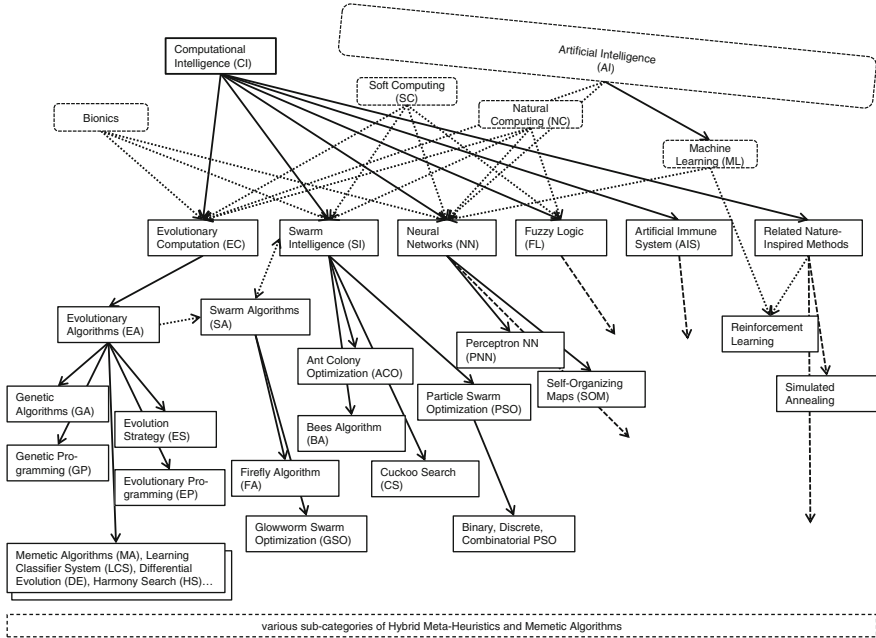 Computational
Intelligence (CI)
Artificial Intelligence
(AI)
Soft Computing
(SC)
Bionics
Natural
Computing (NC)
Machine
Learning (ML)
Evolutionary
Computation (EC)
Swarm
Intelligence (SI)
Neural
Networks (NN)
Fuzzy Logic
(FL)
Artificial Immune
System (AIS)
Related Nature-
Inspired Methods
Evolutionary
Algorithms (EA)
Swarm Algorithms
(SA)
Reinforcement
Learning
Perceptron NN
(PNN)
Ant Colony
Optimization (ACO)
Self-Organizing
Maps (SOM)
Simulated
Annealing
Genetic
Algorithms (GA)
Particle Swarm
Optimization (PSO)
Evolution
Strategy (ES)
Bees Algorithm
(BA)
Genetic Pro-
gramming (GP)
Firefly Algorithm
(FA)
Cuckoo Search
(CS)
Evolutionary Pro-
gramming (EP)
Glowworm Swarm
Optimization (GSO)
Binary, Discrete,
Combinatorial PSO
Memetic Algorithms (MA), Learning
Classifier System (LCS), Differential
Evolution (DE), Harmony Search (HS)...
various sub-categories of Hybrid Meta-Heuristics and Memetic Algorithms